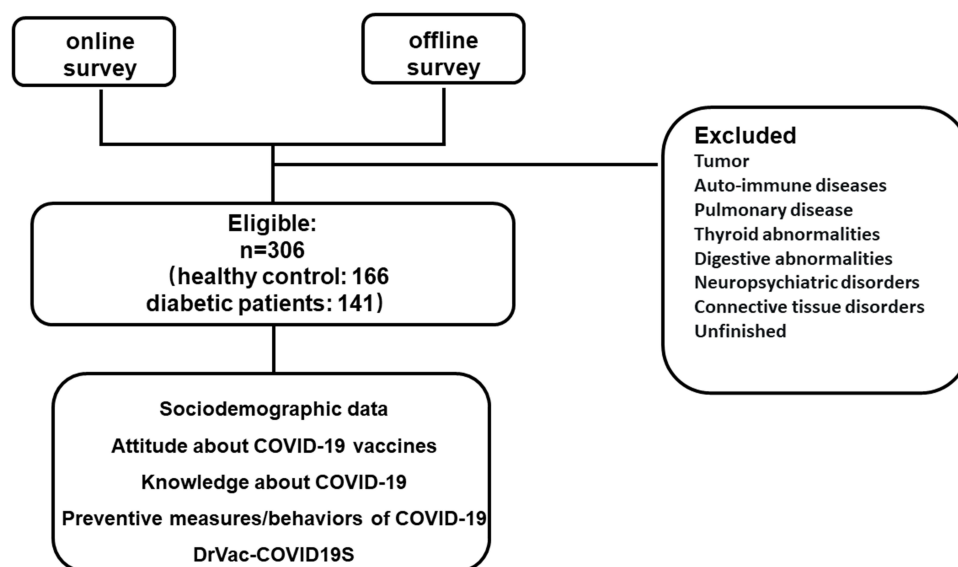 online
survey
offline
survey
Excluded
Tumor
Auto-immune diseases
Pulmonary disease
Thyroid abnormalities
Digestive abnormalities
Neuropsychiatric disorders
Connective tissue disorders
Unfinished
Eligible:
n=306
(healthy control: 166
diabetic patients: 141)
Sociodemographic data
Attitude about COVID-19 vaccines
Knowledge about COVID-19
Preventive measures/behaviors of COVID-19
DrVac-COVID19S